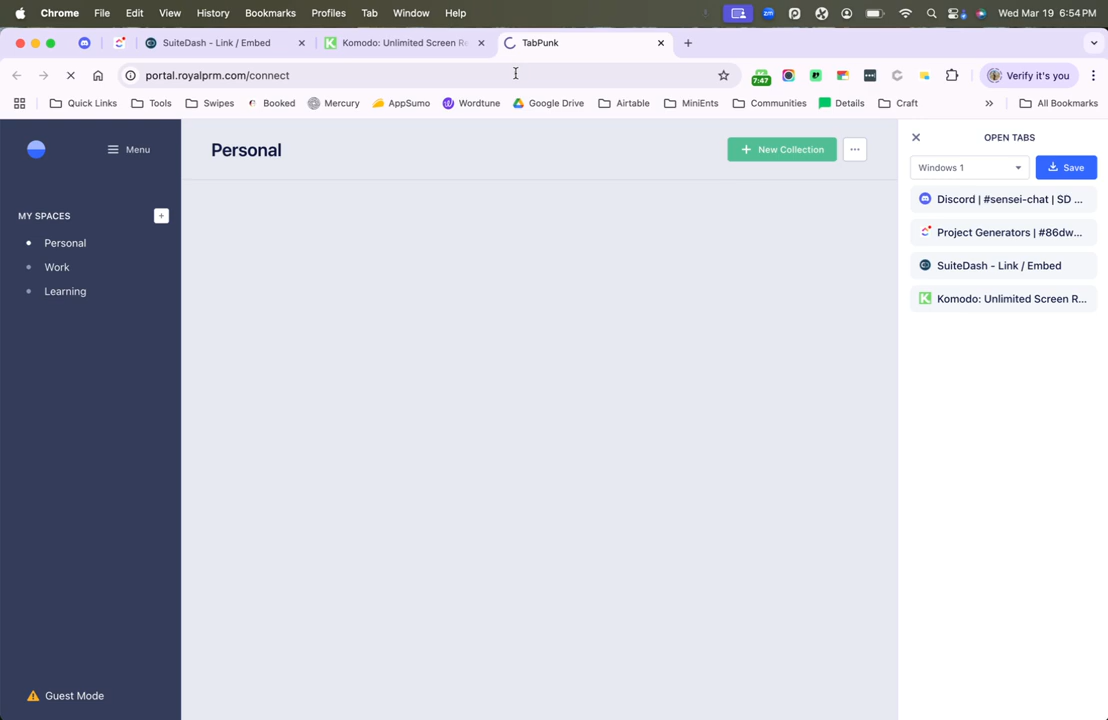 Chrome File Edit View History Bookmarks Profiles Tab Window Help zm Wed Mar 19 6:54 PM
SuiteDash - Link / Embed Komodo: Unlimited Screen Re TabPunk
portal.royalprm.com/connect 7:47 Verify it's you
Quick Links Tools Swipes Booked Mercury AppSumo Wordtune Google Drive Airtable MiniEnts Communities Details Craft » All Bookmarks
OPEN TABS
Menu Personal + New Collection ...
Windows 1 Save
Discord | #sensei-chat | SD ...
MY SPACES +
Project Generators | #86dw...
Personal
Work SuiteDash - Link / Embed
Learning Komodo: Unlimited Screen R...
Guest Mode